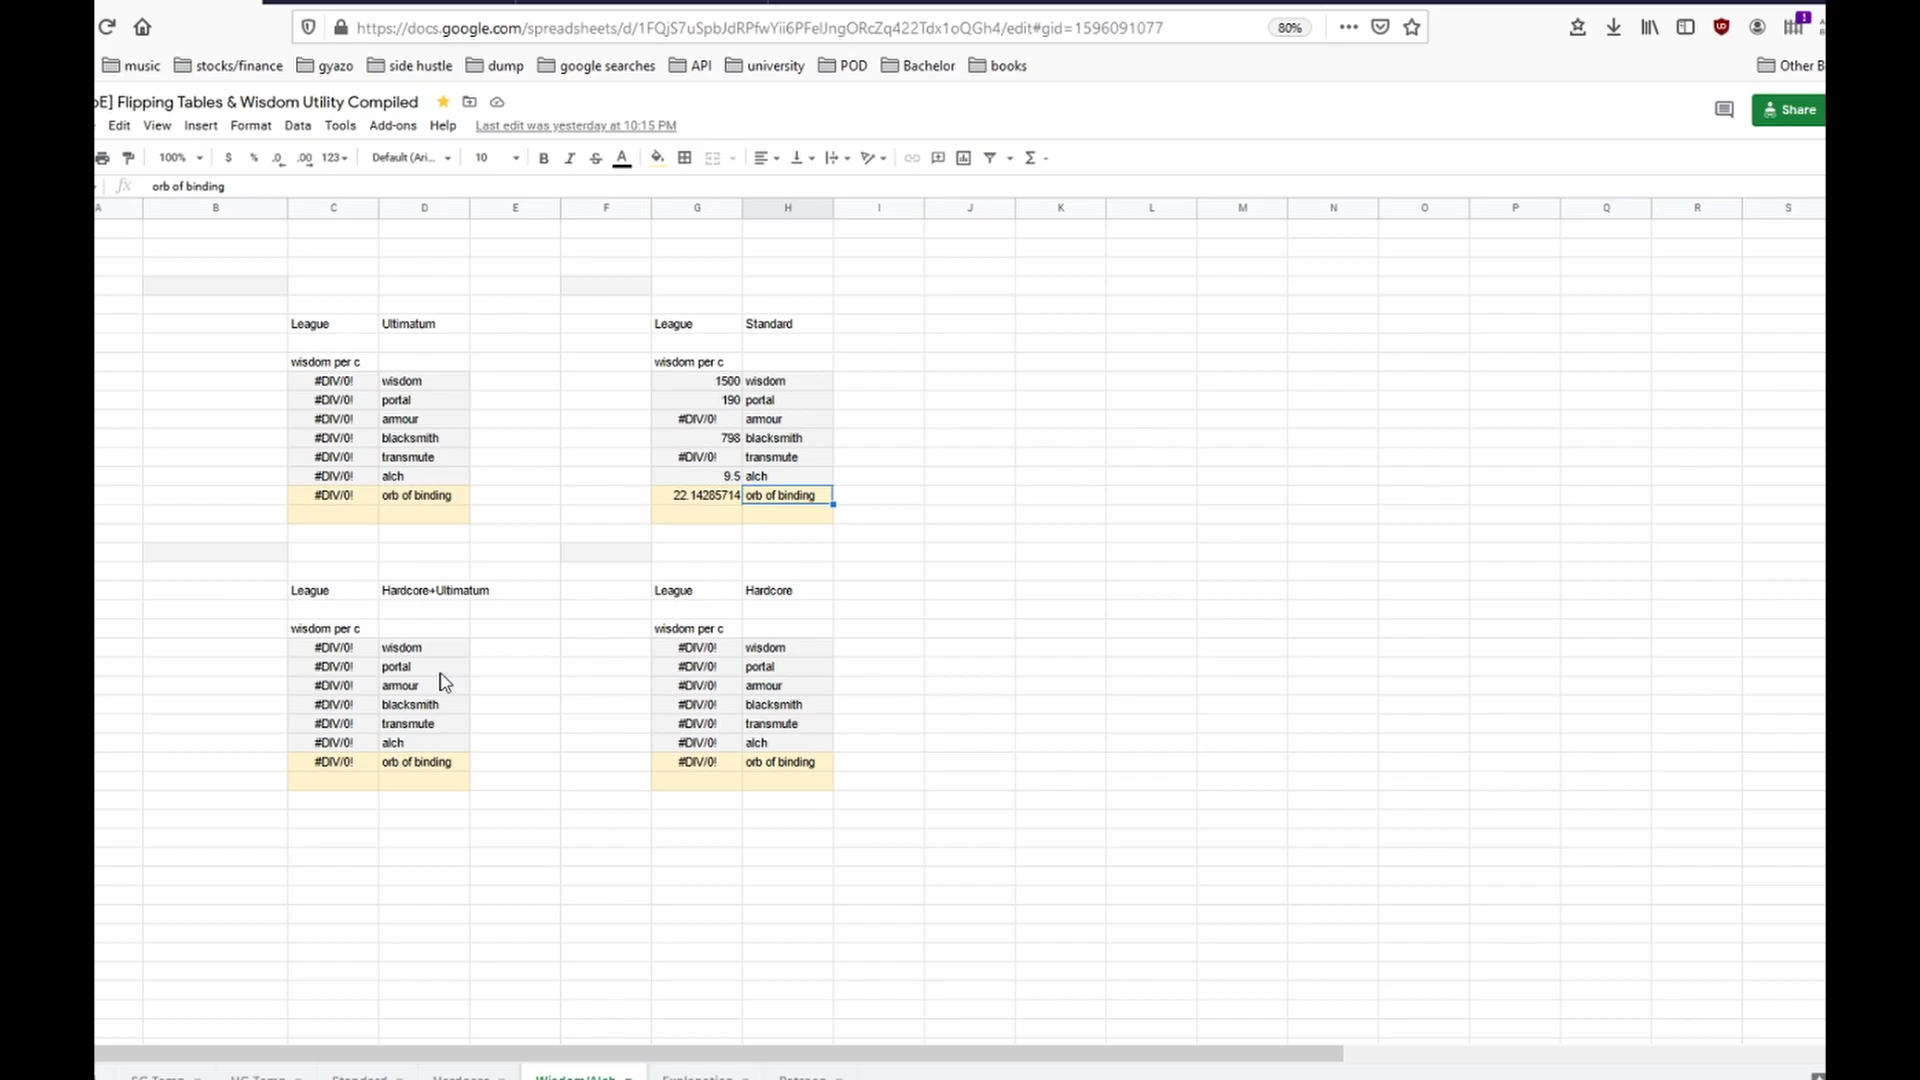 https://docs.google.com/spreadsheets/d/1FQjS7uSpbJdRPfwYii6PFelJngORcZq422Tdx1oQGh4/edit#gid=1596091077 80%
music stocks/finance gyazo side hustle dump google searches API university POD Bachelor books Other B
E] Flipping Tables & Wisdom Utility Compiled
Share
Edit View Insert Format Data Tools Add-ons Help Last edit was yesterday at 10:15 PM
100% $ % .0 .00 123 Default (Ari... 10 B I S A
fx orb of binding
A B C D E F G H I J K L M N O P Q R S
League Ultimatum League Standard
wisdom per c wisdom per c
#DIV/0! wisdom 1500 wisdom
#DIV/0! portal 190 portal
#DIV/0! armour #DIV/0! armour
#DIV/0! blacksmith 798 blacksmith
#DIV/0! transmute #DIV/0! transmute
#DIV/0! alch 9.5 alch
#DIV/0! orb of binding 22.14285714 orb of binding
League Hardcore+Ultimatum League Hardcore
wisdom per c wisdom per c
#DIV/0! wisdom #DIV/0! wisdom
#DIV/0! portal #DIV/0! portal
#DIV/0! armour #DIV/0! armour
#DIV/0! blacksmith #DIV/0! blacksmith
#DIV/0! transmute #DIV/0! transmute
#DIV/0! alch #DIV/0! alch
#DIV/0! orb of binding #DIV/0! orb of binding
Standard Hardcore Wisdom/Alch Explanation Patreon